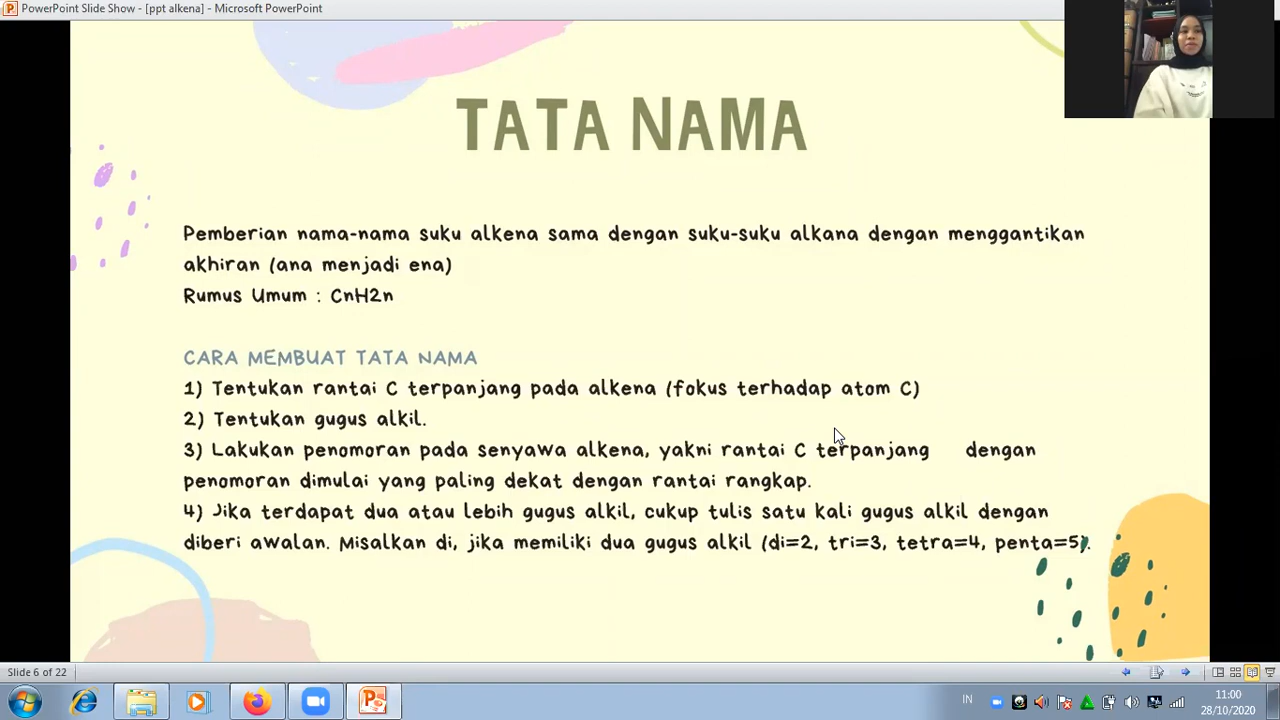 PowerPoint Slide Show - [ppt alkena] - Microsoft PowerPoint
TATA NAMA
Pemberian nama-nama suku alkena sama dengan suku-suku alkana dengan menggantikan
akhiran (ana menjadi ena)
Rumus Umum : CnH2n
CARA MEMBUAT TATA NAMA
1) Tentukan rantai C terpanjang pada alkena (fokus terhadap atom C)
2) Tentukan gugus alkil.
3) Lakukan penomoran pada senyawa alkena, yakni rantai C terpanjang dengan
penomoran dimulai yang paling dekat dengan rantai rangkap.
4) Jika terdapat dua atau lebih gugus alkil, cukup tulis satu kali gugus alkil dengan
diberi awalan. Misalkan di, jika memiliki dua gugus alkil (di=2, tri=3, tetra=4, penta=5).
Slide 6 of 22
IN
11:00
28/10/2020